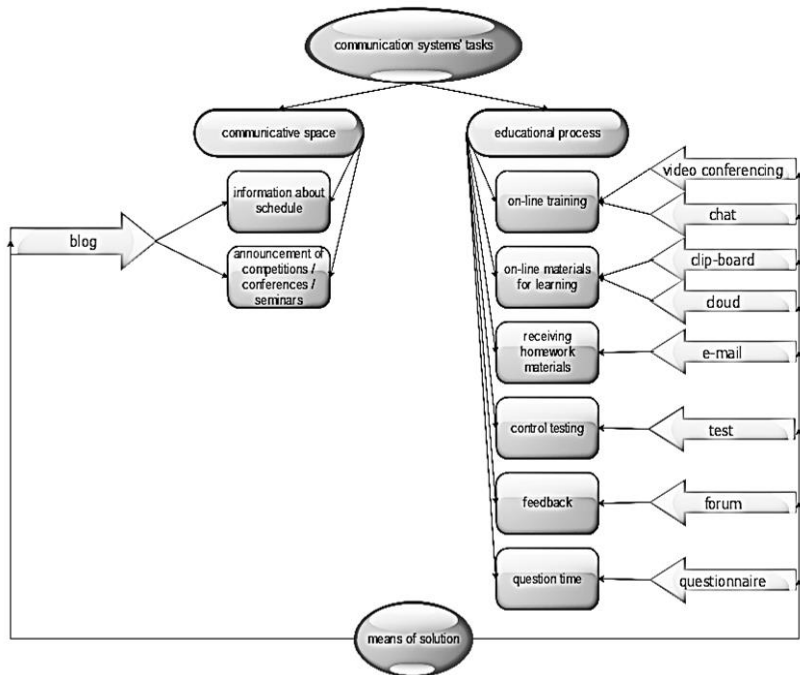 communication systems' tasks
communicative space
educational process
information about
schedule
announcement of
competitions /
conferences /
seminars
blog
on-line training
on-line materials
for learning
receiving
homework
materials
control testing
feedback
question time
video conferencing
chat
clip-board
cloud
e-mail
test
forum
questionnaire
means of solution